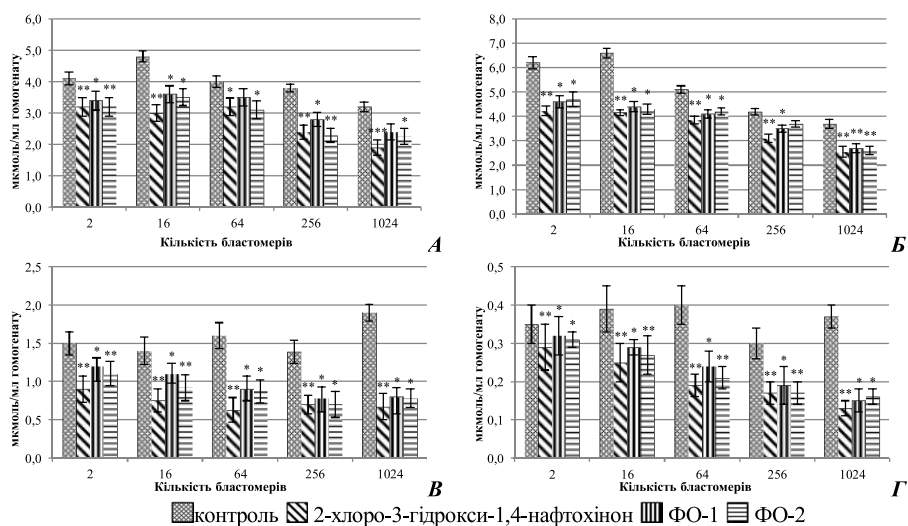 6,0
5,0
4,0
3,0
2,0
1,0
0,0
мкмоль/мл гомогенату
** * **
** * *
* *
** * **
*** *
2 16 64 256 1024
Кількість бластомерів
А
8,0
7,0
6,0
5,0
4,0
3,0
2,0
1,0
0,0
мкмоль/мл гомогенату
** * *
** * *
** * *
** *
** ** **
2 16 64 256 1024
Кількість бластомерів
Б
2,5
2,0
1,5
1,0
0,5
0,0
мкмоль/мл гомогенату
** * **
** * **
** * *
** * *
** * *
2 16 64 256 1024
Кількість бластомерів
В
0,5
0,4
0,3
0,2
0,1
0,0
мкмоль/мл гомогенату
** * *
** * **
** * **
** * **
** * *
2 16 64 256 1024
Кількість бластомерів
Г
контроль 2-хлоро-3-гідрокси-1,4-нафтохінон ФО-1 ФО-2